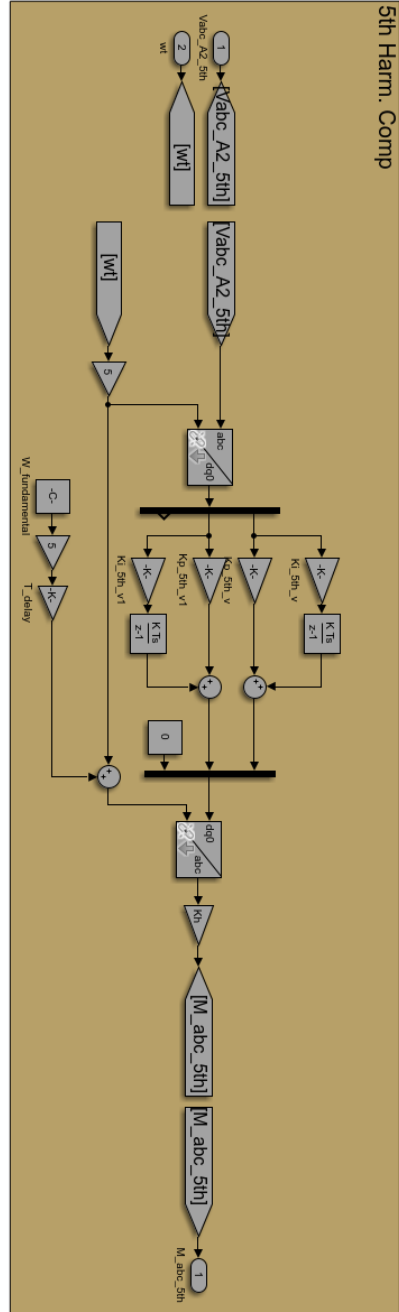 5th Harm. Comp
-K-
K Ts
z-1
Ki_5th_v
-K-
Kp_5th_v
1
Vabc_A2_5th
[Vabc_A2_5th]
[Vabc_A2_5th]
abc
dq0
-K-
Kp_5th_v1
dq0
abc
Kh
[M_abc_5th]
[M_abc_5th]
1
M_abc_5th
2
wt
[wt]
-K-
Ki_5th_v1
K Ts
z-1
0
[wt]
5
-C-
W_fundamental
5
-K-
T_delay